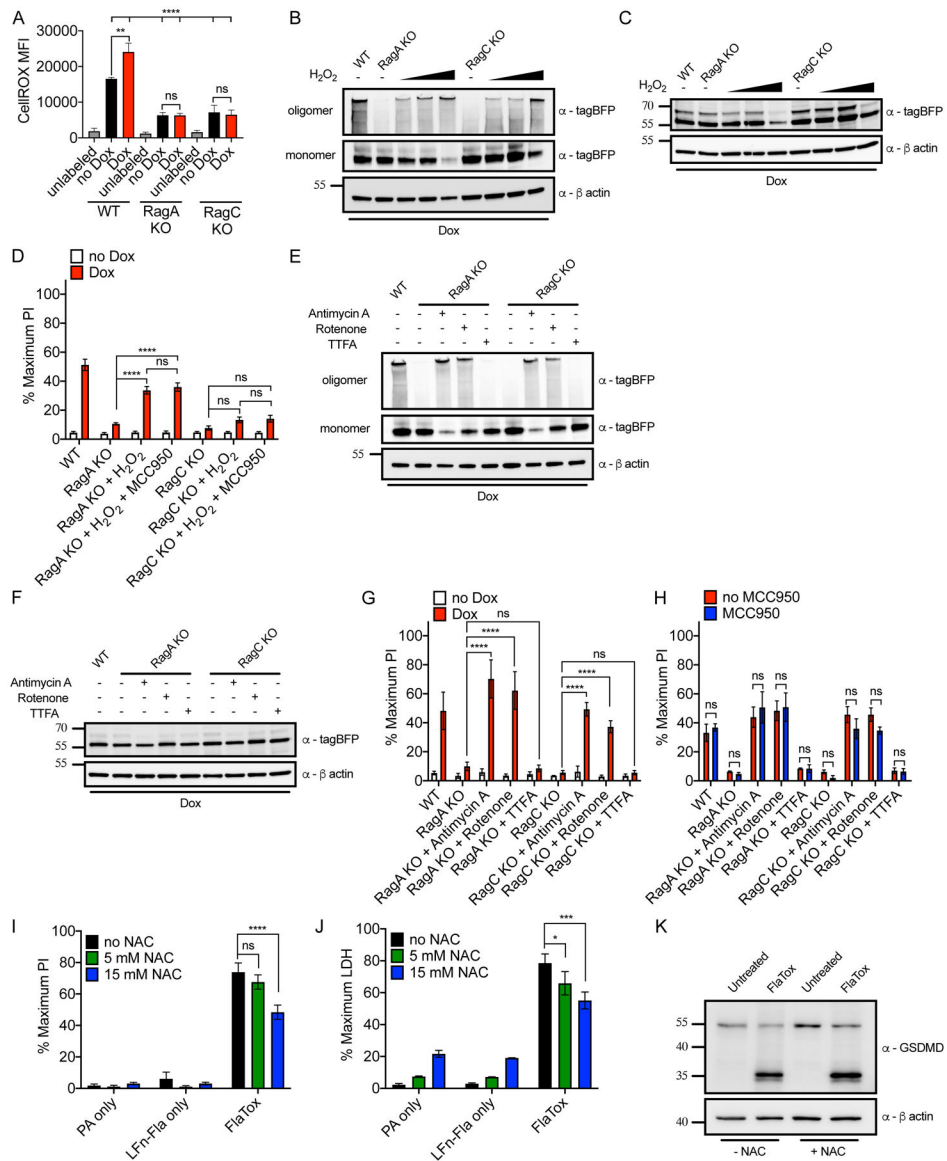 A
****
30000
**
20000
ns
ns
10000
0
CellROX MFI
unlabeled
no Dox
Dox
unlabeled
no Dox
Dox
unlabeled
no Dox
Dox
WT
RagA KO
RagC KO
B
WT
RagA KO
RagC KO
H2O2
- -
-
oligomer
α - tagBFP
monomer
α - tagBFP
55
α - β actin
Dox
C
WT
RagA KO
RagC KO
H2O2
- -
-
70
55
α - tagBFP
55
α - β actin
Dox
D
no Dox
Dox
% Maximum PI
100
80
60
40
20
0
****
ns
****
ns
ns
ns
WT
RagA KO
RagA KO + H2O2
RagA KO + H2O2 + MCC950
RagC KO
RagC KO + H2O2
RagC KO + H2O2 + MCC950
E
WT
RagA KO
RagC KO
Antimycin A - - + - - - + - -
Rotenone - - - + - - - + -
TTFA - - - - + - - - +
oligomer
α - tagBFP
monomer
α - tagBFP
55
α - β actin
Dox
F
WT
RagA KO
RagC KO
Antimycin A - - + - - - + - -
Rotenone - - - + - - - + -
TTFA - - - - + - - - +
70
55
α - tagBFP
55
α - β actin
Dox
G
no Dox
Dox
% Maximum PI
100
80
60
40
20
0
ns
****
****
ns
****
****
WT
RagA KO
RagA KO + Antimycin A
RagA KO + Rotenone
RagA KO + TTFA
RagC KO
RagC KO + Antimycin A
RagC KO + Rotenone
RagC KO + TTFA
H
no MCC950
MCC950
% Maximum PI
100
80
60
40
20
0
ns
ns
ns
ns
ns
ns
ns
ns
ns
WT
RagA KO
RagA KO + Antimycin A
RagA KO + Rotenone
RagA KO + TTFA
RagC KO
RagC KO + Antimycin A
RagC KO + Rotenone
RagC KO + TTFA
I
no NAC
5 mM NAC
15 mM NAC
% Maximum PI
100
80
60
40
20
0
****
ns
PA only
LFn-Fla only
FlaTox
J
no NAC
5 mM NAC
15 mM NAC
% Maximum LDH
100
80
60
40
20
0
***
*
PA only
LFn-Fla only
FlaTox
K
Untreated
FlaTox
Untreated
FlaTox
55
40
35
α - GSDMD
40
α - β actin
- NAC
+ NAC